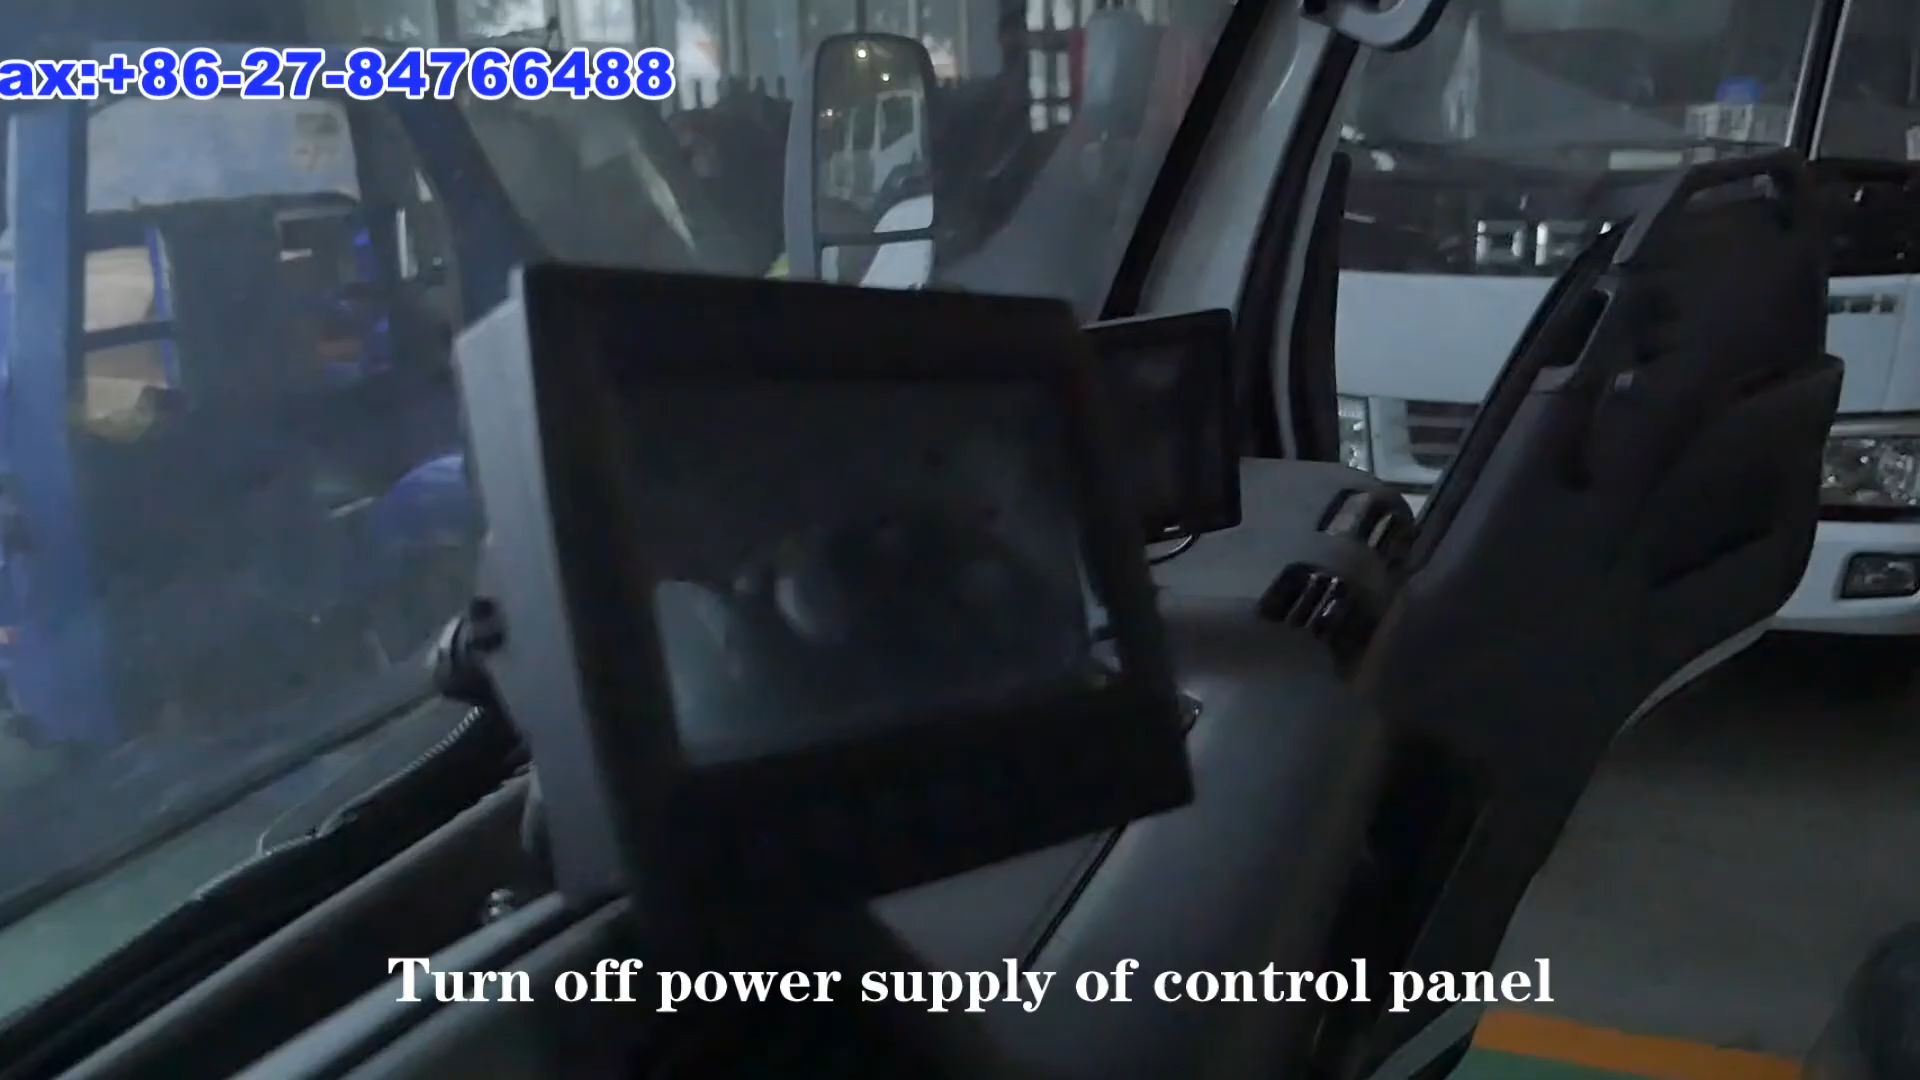 ax:+86-27-84766488
Turn off power supply of control panel